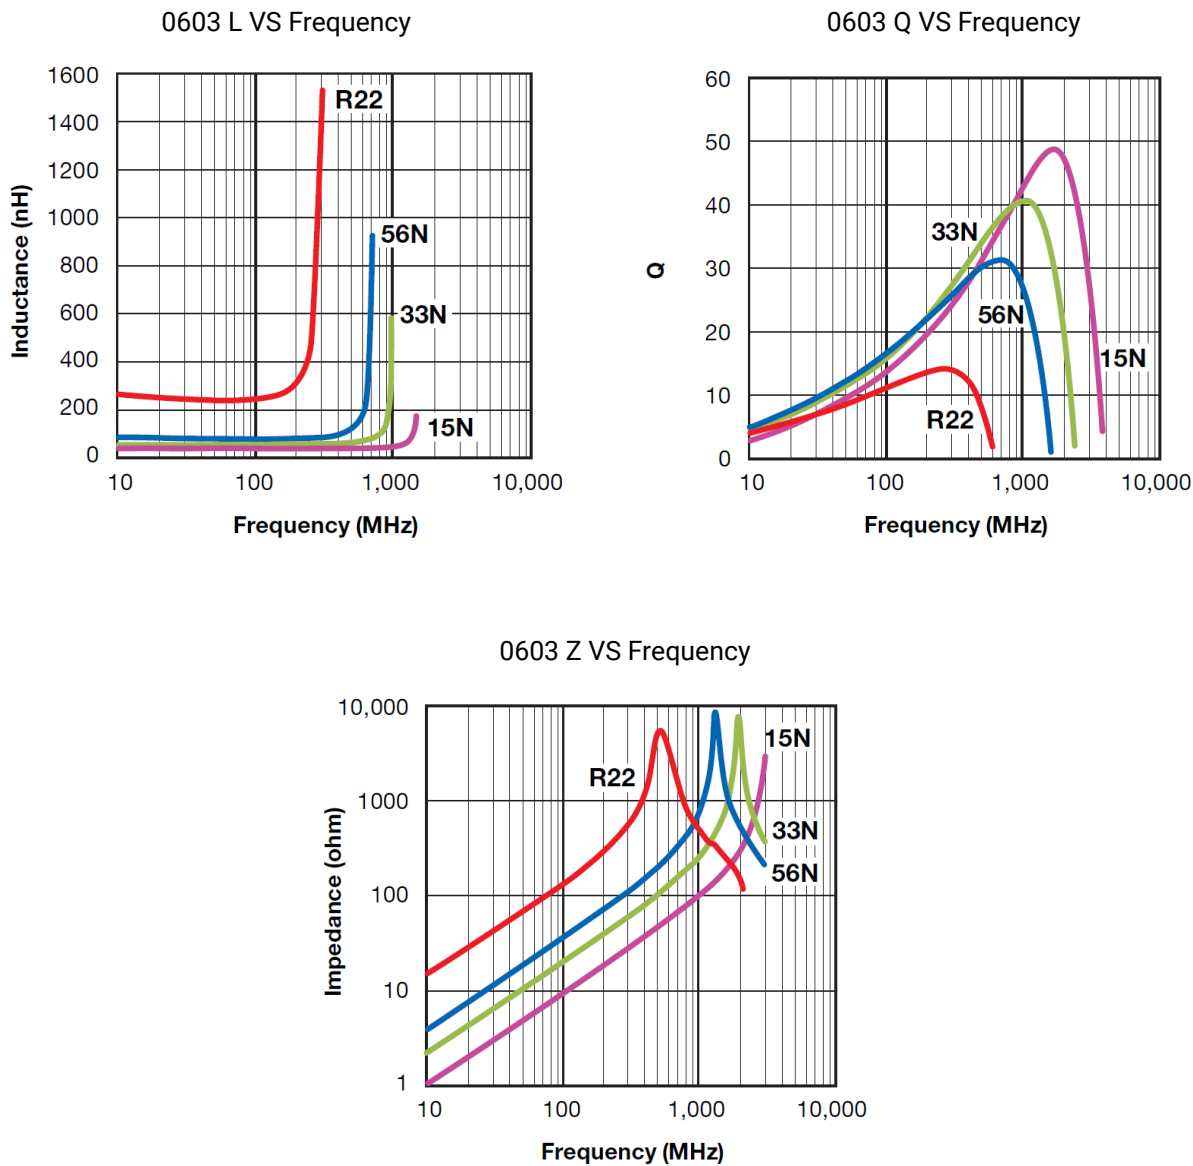 0603 L VS Frequency
1600
1400
1200
1000
800
600
400
200
0
Inductance (nH)
R22
56N
33N
15N
10
100
1,000
10,000
Frequency (MHz)
0603 Q VS Frequency
60
50
40
30
20
10
0
Q
33N
56N
15N
R22
10
100
1,000
10,000
Frequency (MHz)
0603 Z VS Frequency
10,000
1000
100
10
1
Impedance (ohm)
R22
15N
33N
56N
10
100
1,000
10,000
Frequency (MHz)